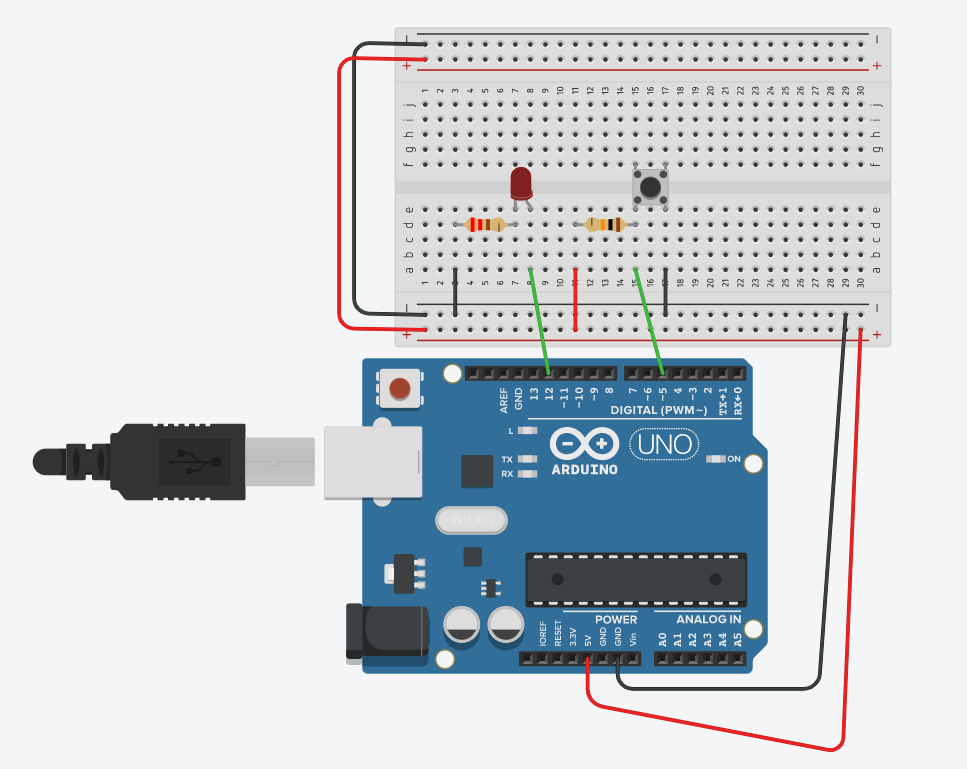 − −
+ +
1 2 3 4 5 6 7 8 9 10 11 12 13 14 15 16 17 18 19 20 21 22 23 24 25 26 27 28 29 30
j j
i i
h h
g g
f f
e e
d d
c c
b b
a a
1 2 3 4 5 6 7 8 9 10 11 12 13 14 15 16 17 18 19 20 21 22 23 24 25 26 27 28 29 30
− −
+ +
AREF GND 13 12 ~11 ~10 ~9 8 7 ~6 ~5 4 ~3 2 TX→1 RX←0
DIGITAL (PWM~)
L
TX
RX
ARDUINO
UNO
ON
POWER
ANALOG IN
IOREF RESET 3.3V 5V GND GND Vin A0 A1 A2 A3 A4 A5